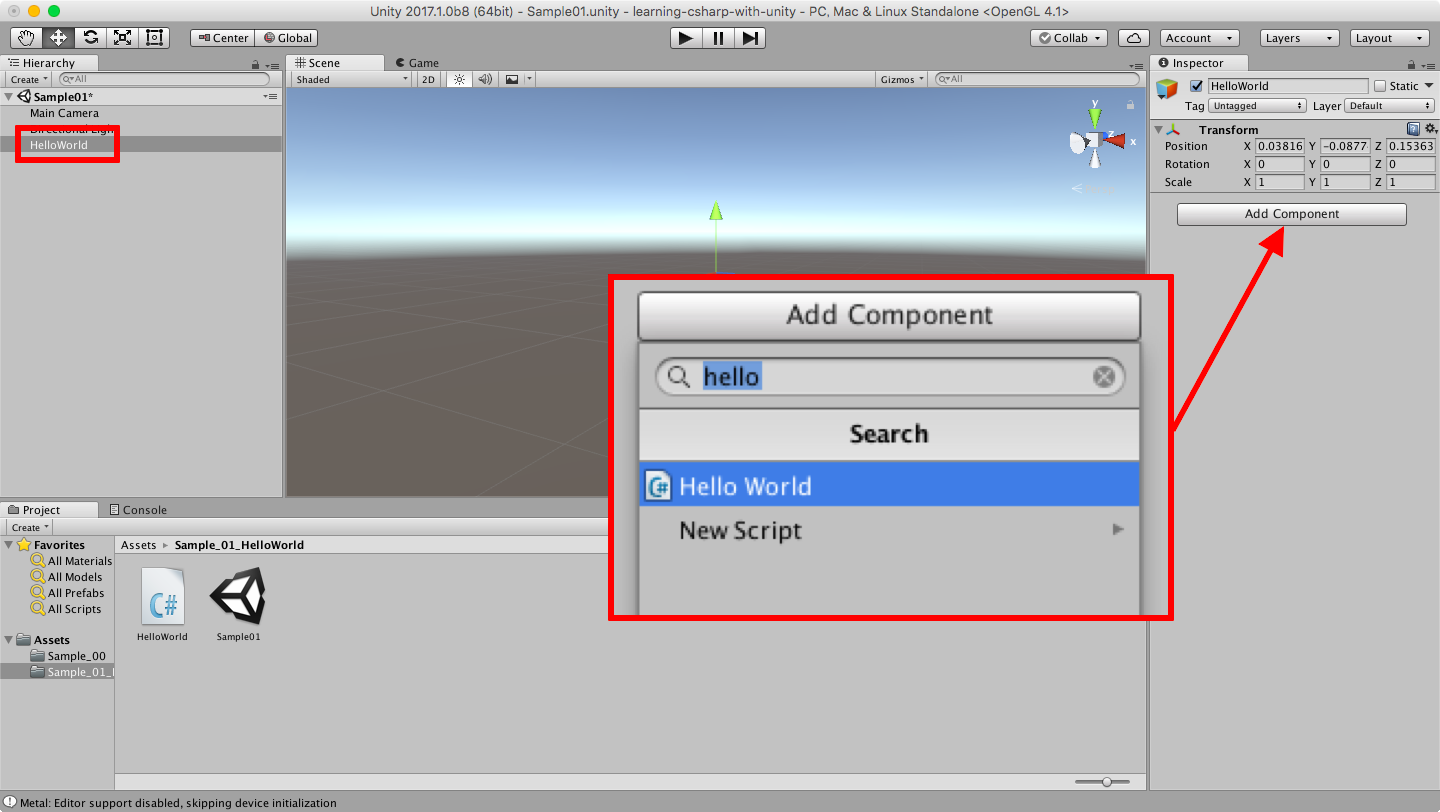 Unity 2017.1.0b8 (64bit) - Sample01.unity - learning-csharp-with-unity - PC, Mac & Linux Standalone <OpenGL 4.1>
Center Global Collab Account Layers Layout
Hierarchy
Create All
Sample01*
Main Camera
Directional Light
HelloWorld
Scene Game
Shaded 2D Gizmos All
y
z
x
Inspector
HelloWorld Static
Tag Untagged Layer Default
Transform
Position X 0.03816 Y -0.0877 Z 0.15363
Rotation X 0 Y 0 Z 0
Scale X 1 Y 1 Z 1
Add Component
Add Component
hello
Search
C# Hello World
New Script
Project Console
Create
Favorites
All Materials
All Models
All Prefabs
All Scripts
Assets
Sample_00
Sample_01_
Assets Sample_01_HelloWorld
C#
HelloWorld Sample01
Metal: Editor support disabled, skipping device initialization